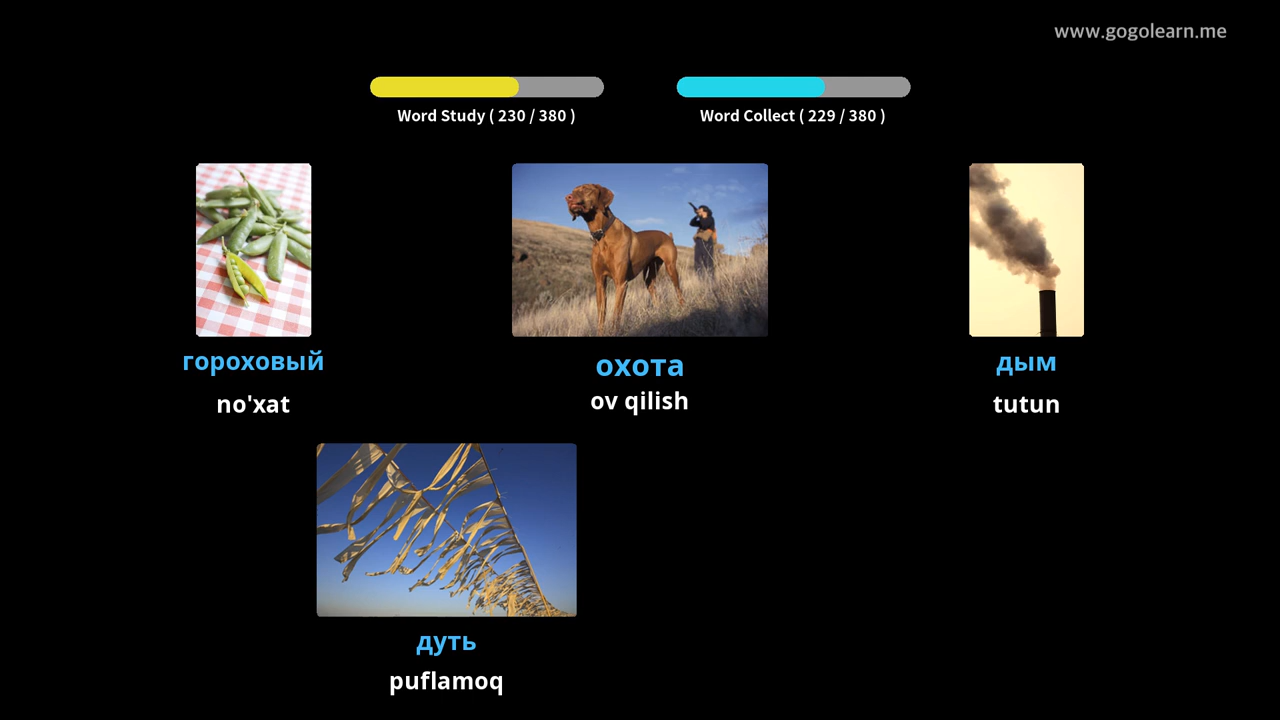 www.gogolearn.me
Word Study ( 230 / 380 )
Word Collect ( 229 / 380 )
гороховый
no'xat
охота
ov qilish
дым
tutun
дуть
puflamoq